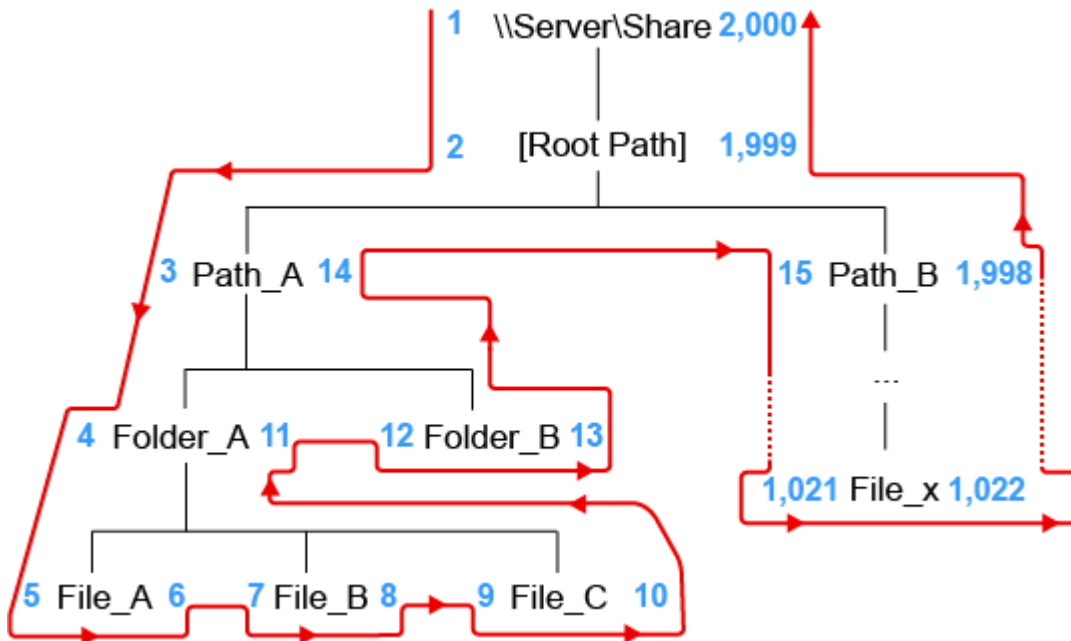 1 \\Server\Share 2,000
2 [Root Path] 1,999
3 Path_A 14 15 Path_B 1,998
...
4 Folder_A 11 12 Folder_B 13
1,021 File_x 1,022
5 File_A 6 7 File_B 8 9 File_C 10